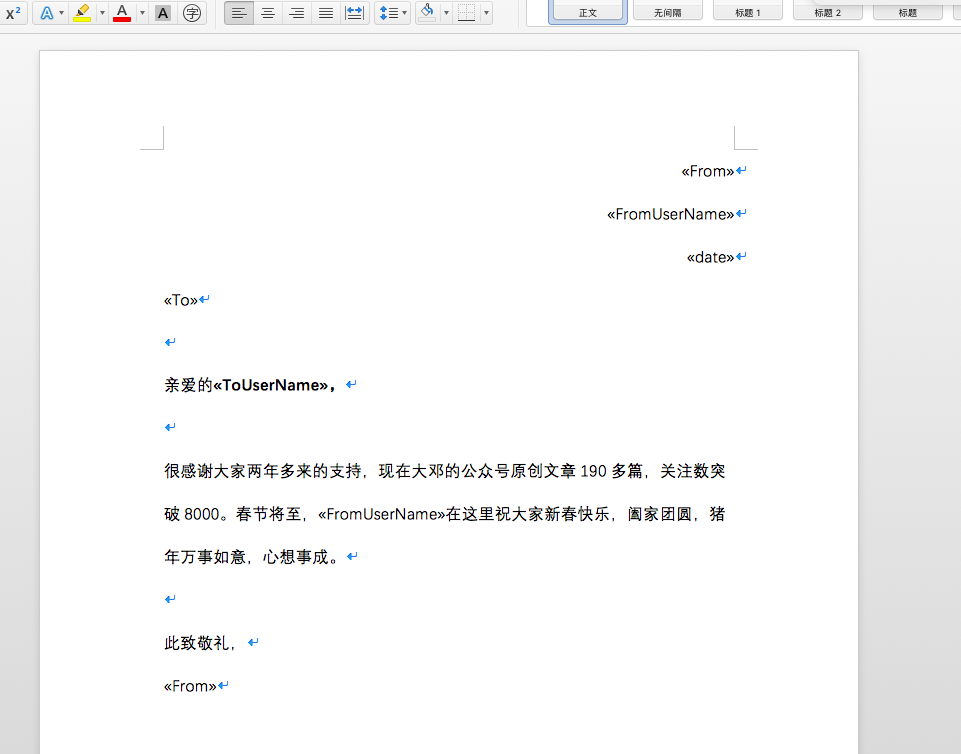 X² A A A 字
正文 无间隔 标题 1 标题 2 标题
«From»
«FromUserName»
«date»
«To»
亲爱的«ToUserName»，
很感谢大家两年多来的支持，现在大邓的公众号原创文章 190 多篇，关注数突
破 8000。春节将至，«FromUserName»在这里祝大家新春快乐，阖家团圆，猪
年万事如意，心想事成。
此致敬礼，
«From»